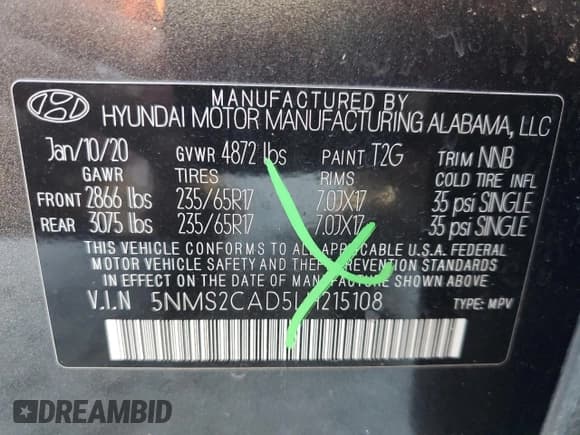 MANUFACTURED BY
HYUNDAI MOTOR MANUFACTURING ALABAMA, LLC
Jan/10/20 GVWR 4872 lbs PAINT T2G TRIM NNB
GAWR TIRES RIMS COLD TIRE INFL
FRONT 2866 lbs 235/65R17 7.0JX17 35 psi SINGLE
REAR 3075 lbs 235/65R17 7.0JX17 35 psi SINGLE
THIS VEHICLE CONFORMS TO ALL APPLICABLE U.S.A. FEDERAL
MOTOR VEHICLE SAFETY AND THEFT PREVENTION STANDARDS
IN EFFECT ON THE DATE OF MANUFACTURE SHOWN ABOVE
V.I.N TYPE: MPV
DREAMBID